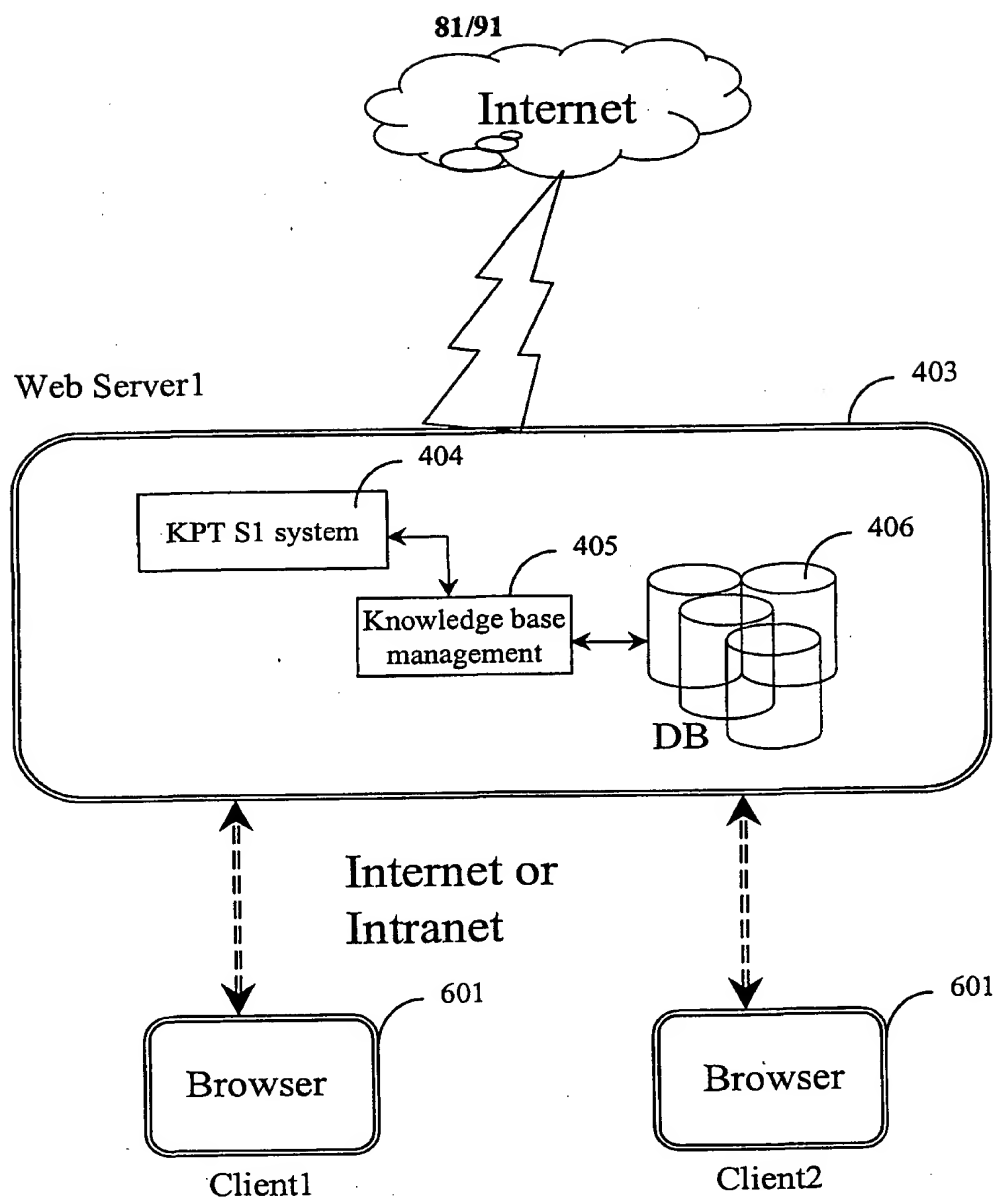 81/91
Internet
Web Server1
403
404
KPT S1 system
405
406
Knowledge base
management
DB
Internet or
Intranet
601
601
Browser
Browser
Client1
Client2